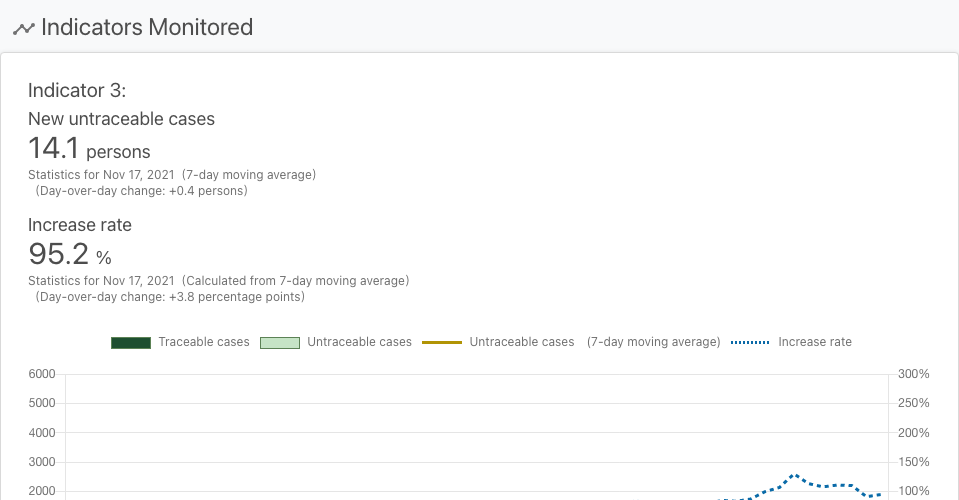 Indicators Monitored
Indicator 3:
New untraceable cases
14.1 persons
Statistics for Nov 17, 2021 (7-day moving average)
(Day-over-day change: +0.4 persons)
Increase rate
95.2 %
Statistics for Nov 17, 2021 (Calculated from 7-day moving average)
(Day-over-day change: +3.8 percentage points)
Traceable cases Untraceable cases Untraceable cases (7-day moving average) Increase rate
6000 300%
5000 250%
4000 200%
3000 150%
2000 100%